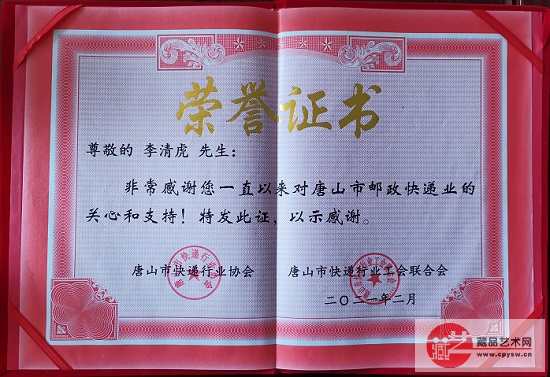 荣誉证书
尊敬的 李清虎 先生：
非常感谢您一直以来对唐山市邮政快递业的
关心和支持！特发此证，以示感谢。
唐山市快递行业协会 唐山市快递行业工会联合会
二〇二一年二月
藏品艺术网
www.cpysw.cn